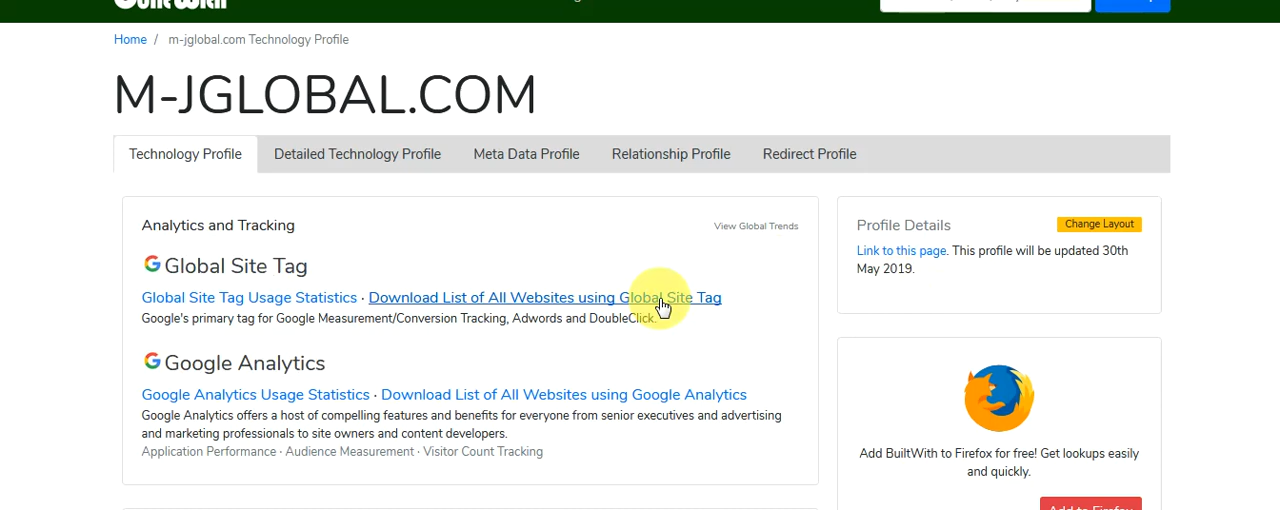 BuiltWith
Home / m-jglobal.com Technology Profile
M-JGLOBAL.COM
Technology Profile Detailed Technology Profile Meta Data Profile Relationship Profile Redirect Profile
Analytics and Tracking View Global Trends
Global Site Tag
Global Site Tag Usage Statistics · Download List of All Websites using Global Site Tag
Google's primary tag for Google Measurement/Conversion Tracking, Adwords and DoubleClick.
Google Analytics
Google Analytics Usage Statistics · Download List of All Websites using Google Analytics
Google Analytics offers a host of compelling features and benefits for everyone from senior executives and advertising
and marketing professionals to site owners and content developers.
Application Performance · Audience Measurement · Visitor Count Tracking
Profile Details Change Layout
Link to this page. This profile will be updated 30th
May 2019.
Add BuiltWith to Firefox for free! Get lookups easily
and quickly.
Add to Firefox